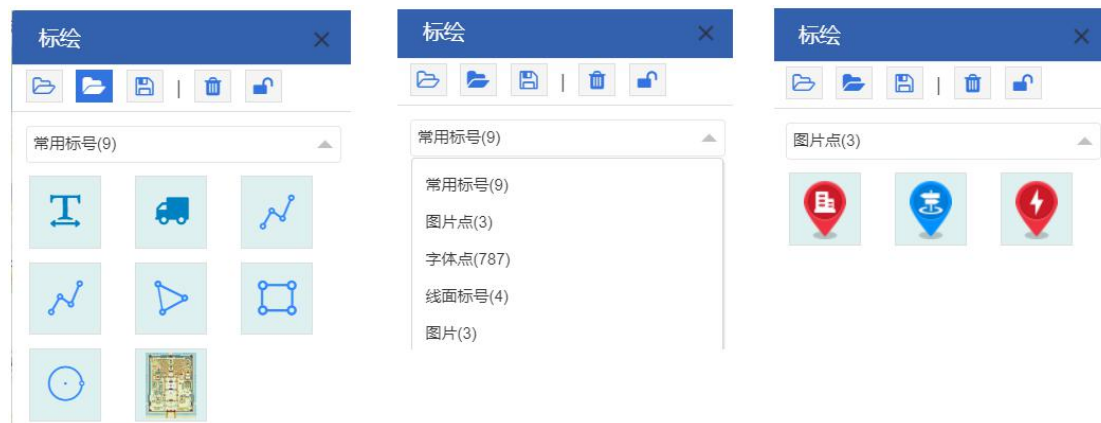 标绘
常用标号(9)
标绘
常用标号(9)
常用标号(9)
图片点(3)
字体点(787)
线面标号(4)
图片(3)
标绘
图片点(3)